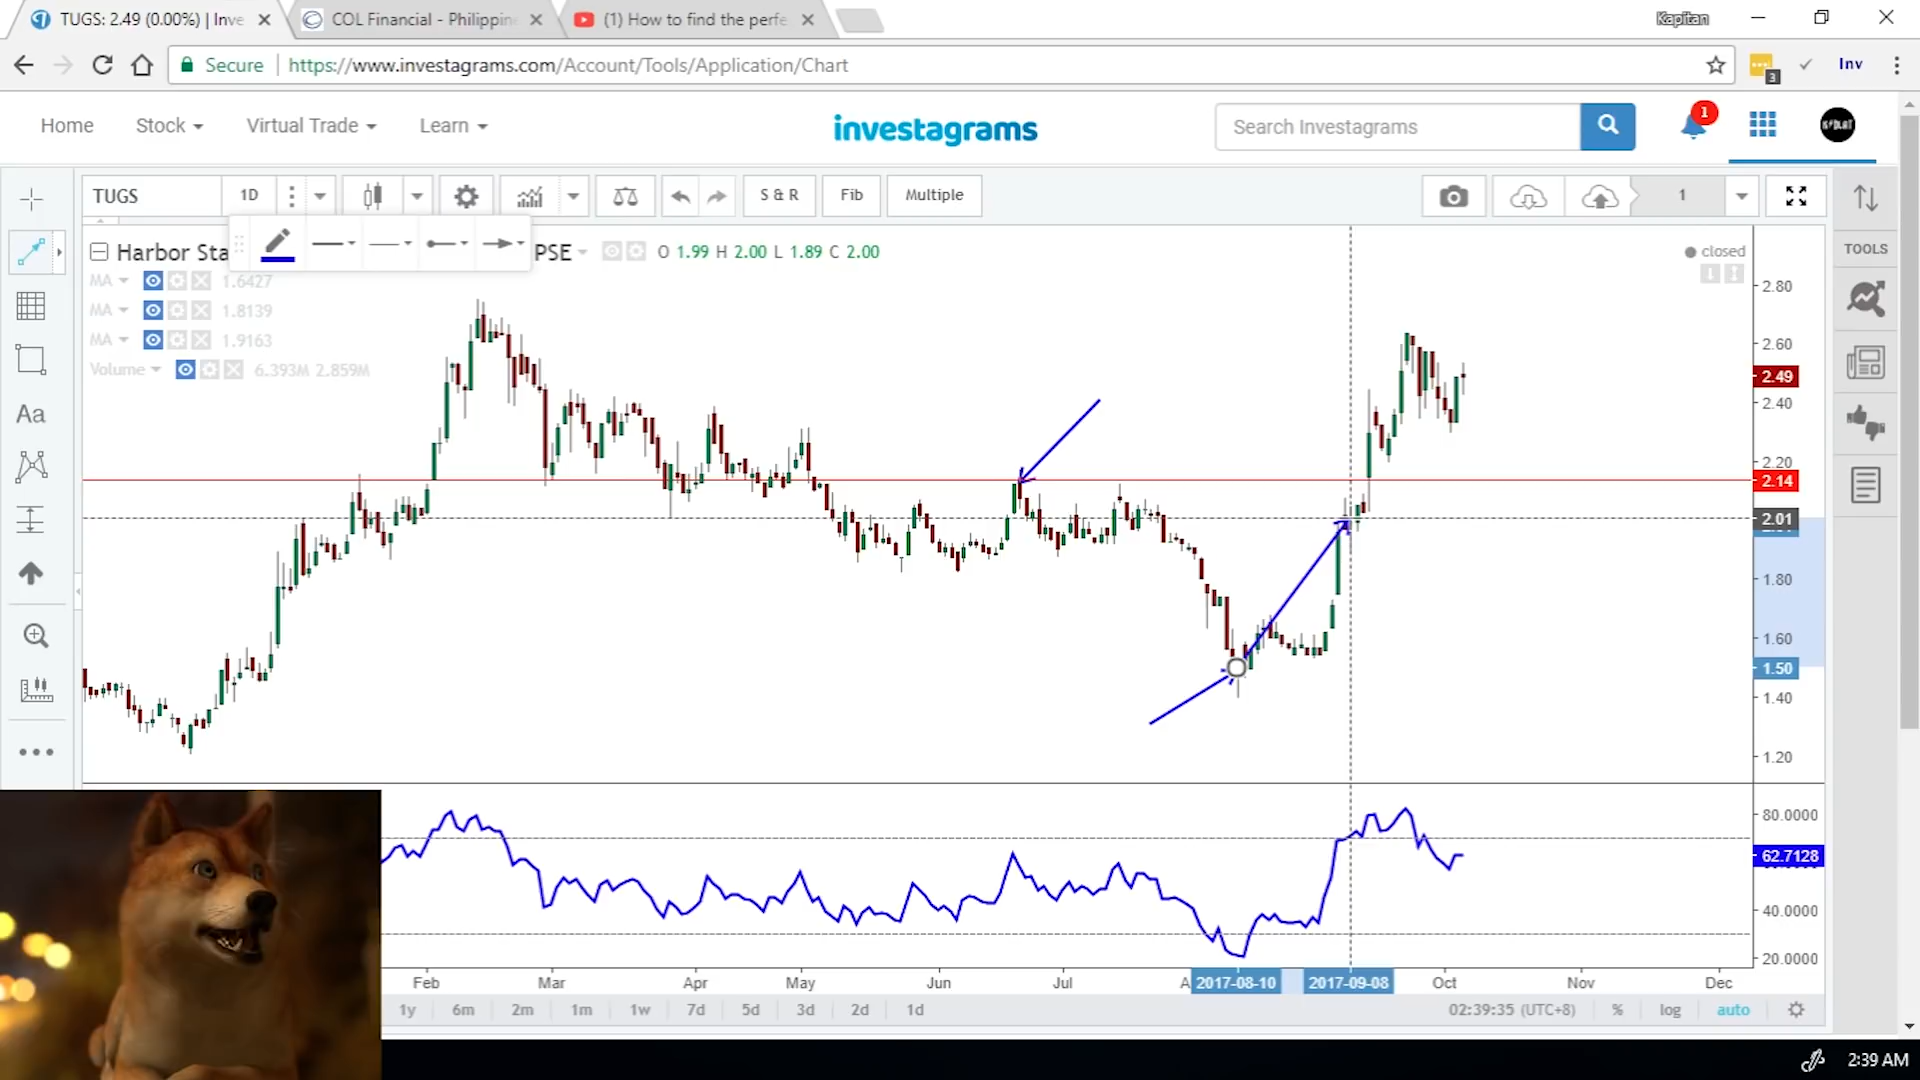 TUGS: 2.49 (0.00%) | Inve
COL Financial - Philippin
(1) How to find the perfe
Kapitan
Secure
https://www.investagrams.com/Account/Tools/Application/Chart
3
Inv
Home
Stock
Virtual Trade
Learn
investagrams
Search Investagrams
1
TUGS
1D
S & R
Fib
Multiple
1
TOOLS
Harbor Sta
PSE
O 1.99 H 2.00 L 1.89 C 2.00
closed
MA
1.6427
MA
1.8139
MA
1.9163
Volume
6.393M 2.859M
Aa
2.80
2.60
2.49
2.40
2.20
2.14
2.01
1.80
1.60
1.50
1.40
1.20
80.0000
62.7128
40.0000
20.0000
Feb
Mar
Apr
May
Jun
Jul
A
2017-08-10
2017-09-08
Oct
Nov
Dec
1y
6m
2m
1m
1w
7d
5d
3d
2d
1d
02:39:35 (UTC+8)
%
log
auto
2:39 AM